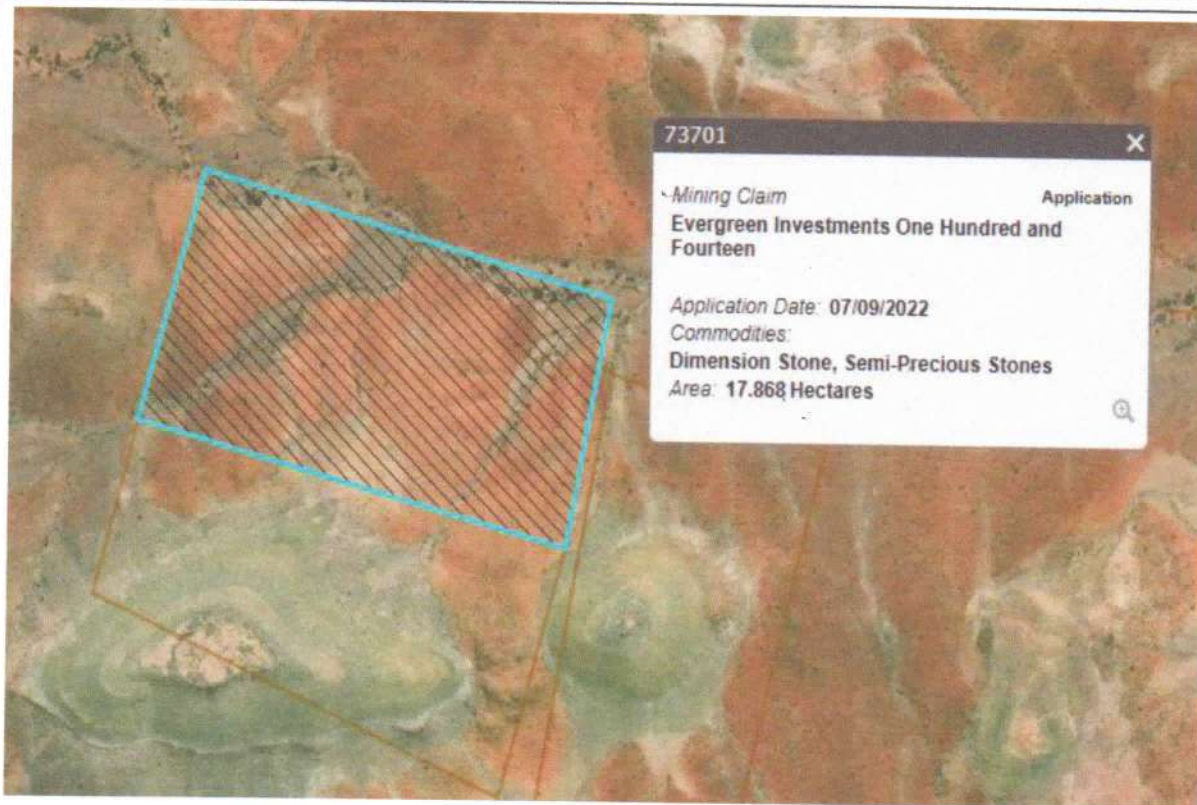 73701
Mining Claim Application
Evergreen Investments One Hundred and
Fourteen
Application Date: 07/09/2022
Commodities:
Dimension Stone, Semi-Precious Stones
Area: 17.868 Hectares